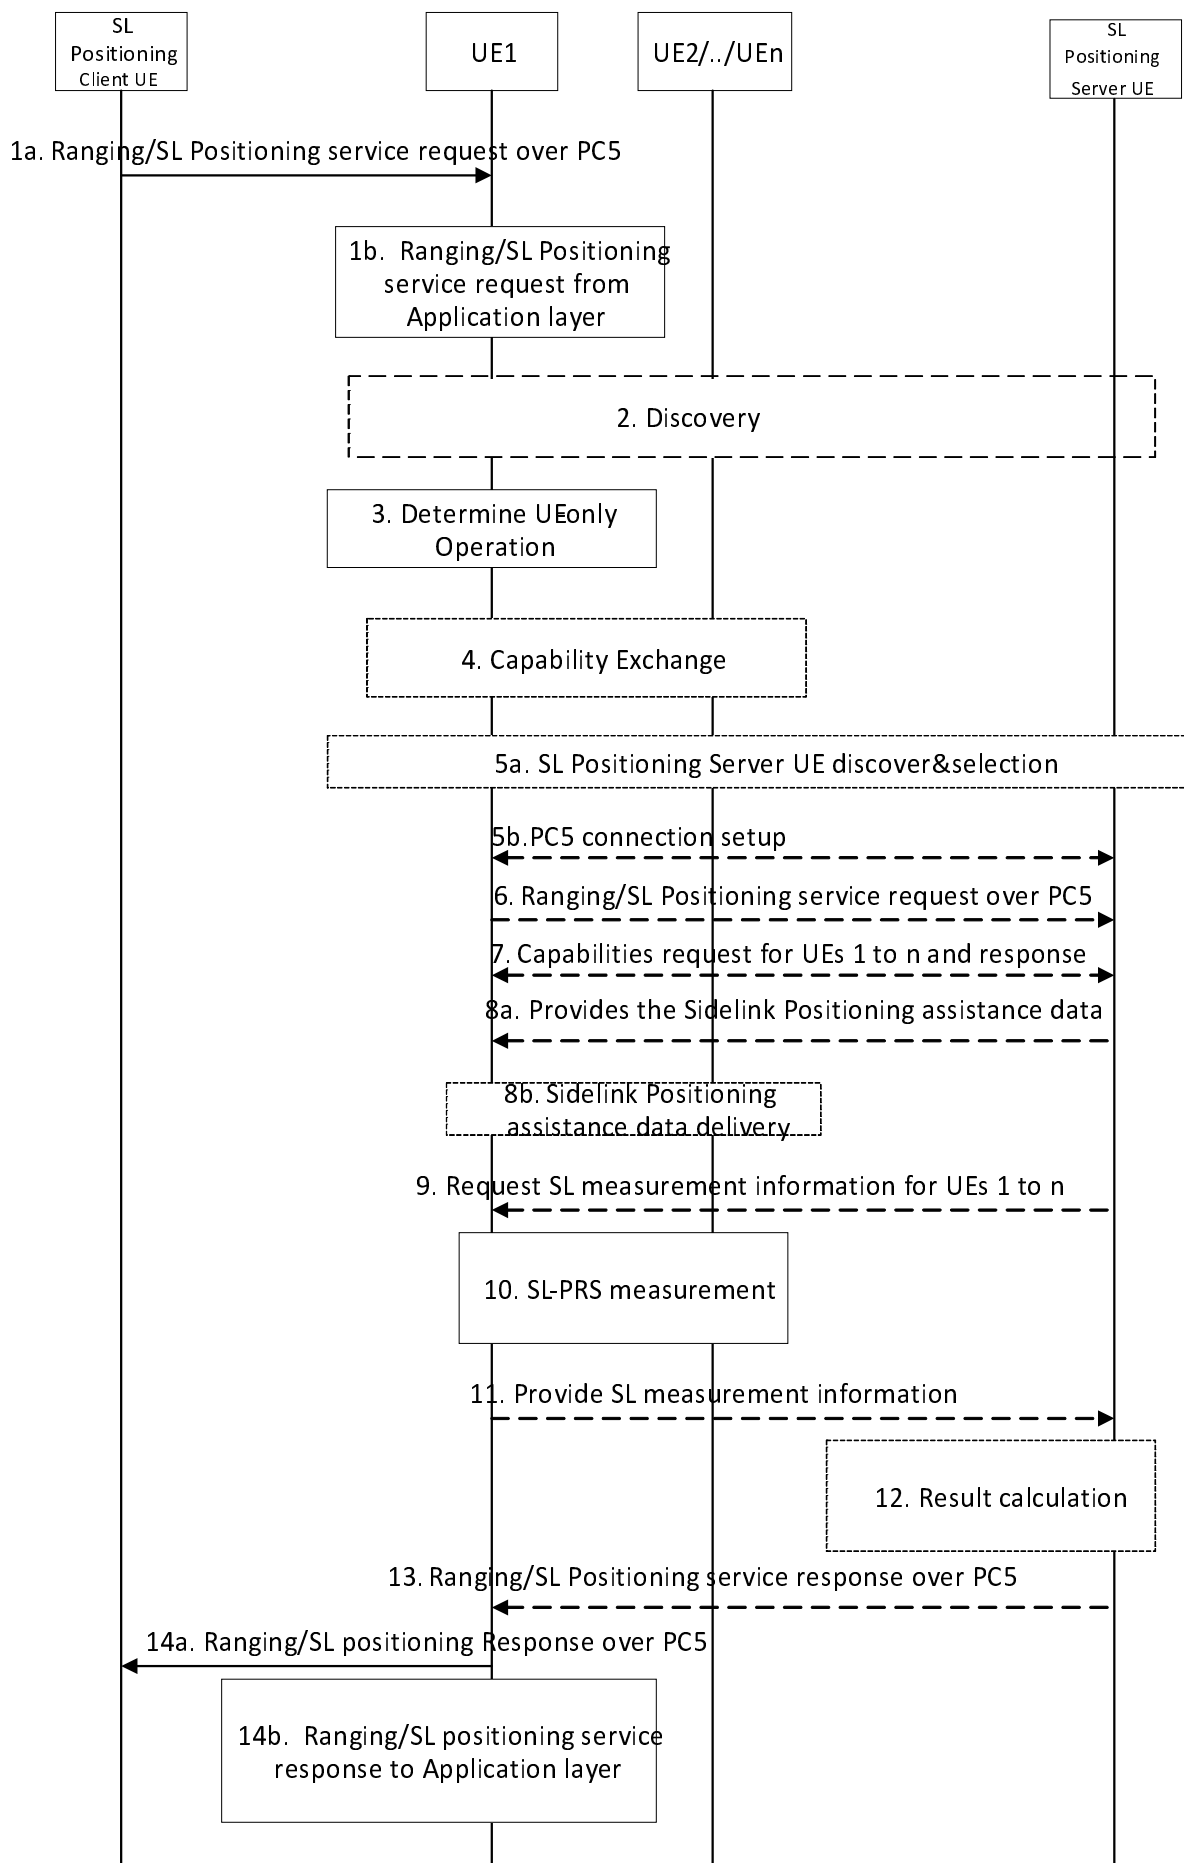 SL
Positioning
Client UE
UE1
UE2/../UEn
SL
Positioning
Server UE
1a. Ranging/SL Positioning service request over PC5
1b.  Ranging/SL Positioning
service request from
Application layer
2. Discovery
3. Determine UE-only
Operation
4. Capability Exchange
5a. SL Positioning Server UE discover&selection
5b.PC5 connection setup
6. Ranging/SL Positioning service request over PC5
7. Capabilities request for UEs 1 to n and response
8a. Provides the Sidelink Positioning assistance data
8b. Sidelink Positioning
assistance data delivery
9. Request SL measurement information for UEs 1 to n
10. SL-PRS measurement
11. Provide SL measurement information
12. Result calculation
13. Ranging/SL Positioning service response over PC5
14a. Ranging/SL positioning Response over PC5
14b.  Ranging/SL positioning service
response to Application layer